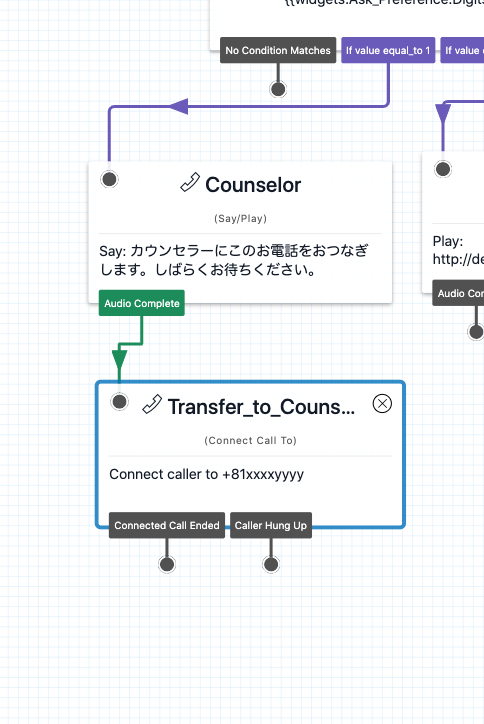 {{widgets.Ask_Preference.Digits
No Condition Matches
If value equal_to 1
If value e
Counselor
(Say/Play)
Say: カウンセラーにこのお電話をおつなぎ
します。しばらくお待ちください。
Play:
http://de
Audio Complete
Audio Com
Transfer_to_Couns...
(Connect Call To)
Connect caller to +81xxxxyyyy
Connected Call Ended
Caller Hung Up